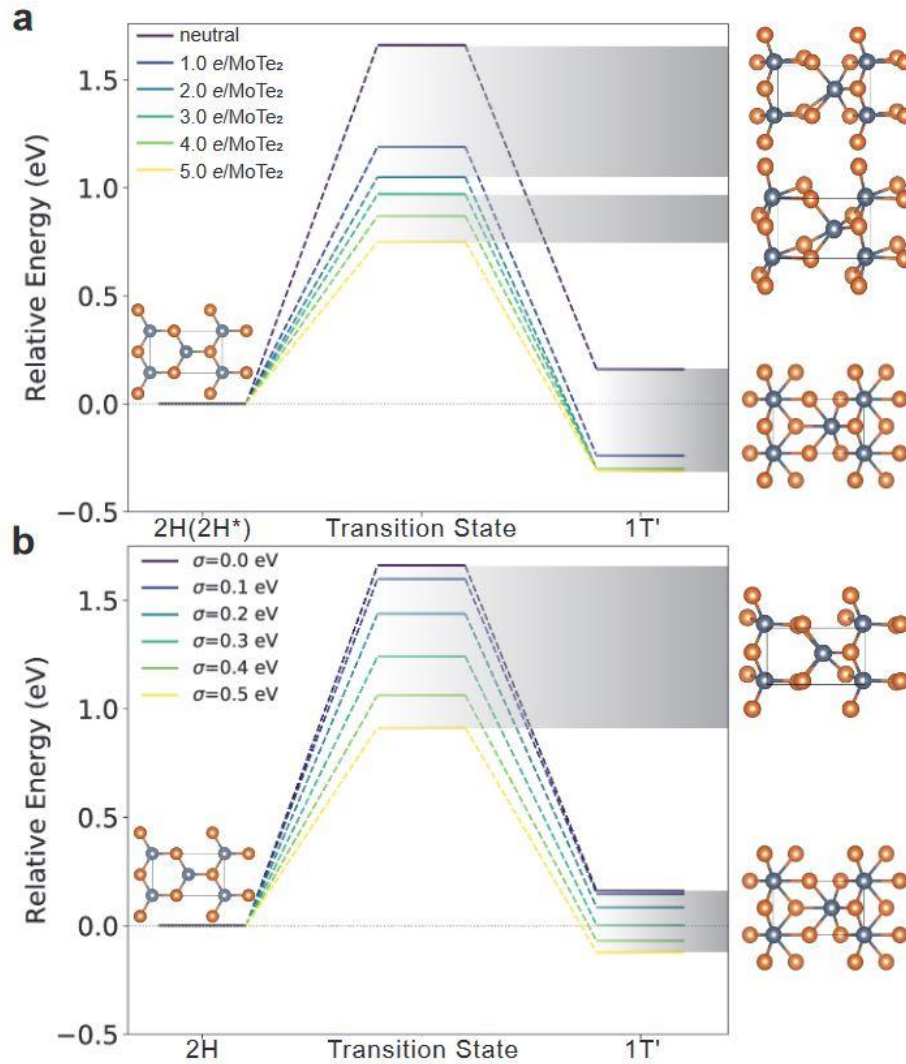 a
neutral
1.0 e/MoTe₂
2.0 e/MoTe₂
3.0 e/MoTe₂
4.0 e/MoTe₂
5.0 e/MoTe₂
Relative Energy (eV)
1.5
1.0
0.5
0.0
−0.5
2H(2H*) Transition State 1T'
b
σ=0.0 eV
σ=0.1 eV
σ=0.2 eV
σ=0.3 eV
σ=0.4 eV
σ=0.5 eV
Relative Energy (eV)
1.5
1.0
0.5
0.0
−0.5
2H Transition State 1T'